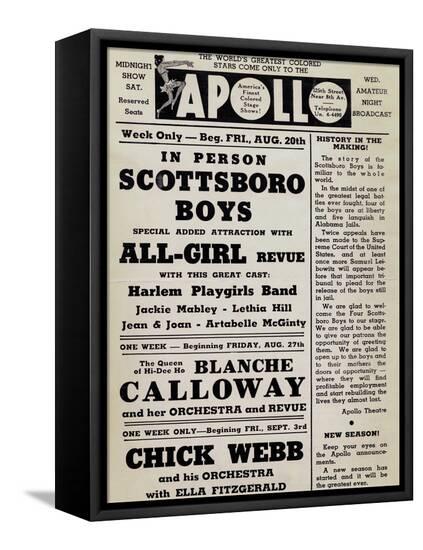 THE WORLD'S GREATEST COLORED
STARS COME ONLY TO THE
MIDNIGHT
SHOW
SAT.
Reserved
Seats
APOLLO
America's
Finest
Colored
Stage
Shows!
125th Street
Near 8th Av.
Telephone
Un. 4-4490
WED.
AMATEUR
NIGHT
BROADCAST
Week Only — Beg. FRI., AUG. 20th
IN PERSON
SCOTTSBORO
BOYS
SPECIAL ADDED ATTRACTION WITH
ALL-GIRL REVUE
WITH THIS GREAT CAST:
Harlem Playgirls Band
Jackie Mabley - Lethia Hill
Jean & Joan - Artabelle McGinty
ONE WEEK — Beginning FRIDAY, AUG. 27th
The Queen
of Hi-Dee Ho
BLANCHE
CALLOWAY
and her ORCHESTRA and REVUE
ONE WEEK ONLY—Begining FRI., SEPT. 3rd
CHICK WEBB
and his ORCHESTRA
with ELLA FITZGERALD
HISTORY IN THE
MAKING!
The story of the
Scottsboro Boys is fa-
miliar to the whole
world.
In the midst of one of
the greatest legal bat-
tles ever fought, four of
the boys are at liberty
and five languish in
Alabama Jails.
Twice appeals have
been made to the Sup-
reme Court of the United
States, and at least
once more Samuel Lei-
bowitz will appear be-
fore that important tri-
bunal to plead for the
release of the boys still
in jail.
We are glad to wel-
come the Four Scotts-
boro Boys to our stage.
We are glad to be able
to give our patrons the
opportunity of greeting
them. We are glad to
open up to the boys and
to their mothers the
doors of opportunity —
where they will find
profitable employment
and start rebuilding the
lives they almost lost.
Apollo Theatre
NEW SEASON!
Keep your eyes on
the Apollo announce-
ments.
A new season has
started and it will be
the greatest ever.